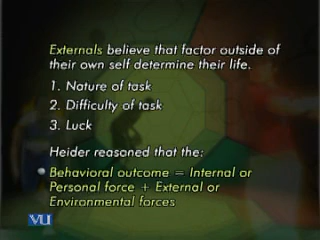 Externals believe that factor outside of
their own self determine their life.
1. Nature of task
2. Difficulty of task
3. Luck
Heider reasoned that the:
Behavioral outcome = Internal or
Personal force + External or
Environmental forces
VU